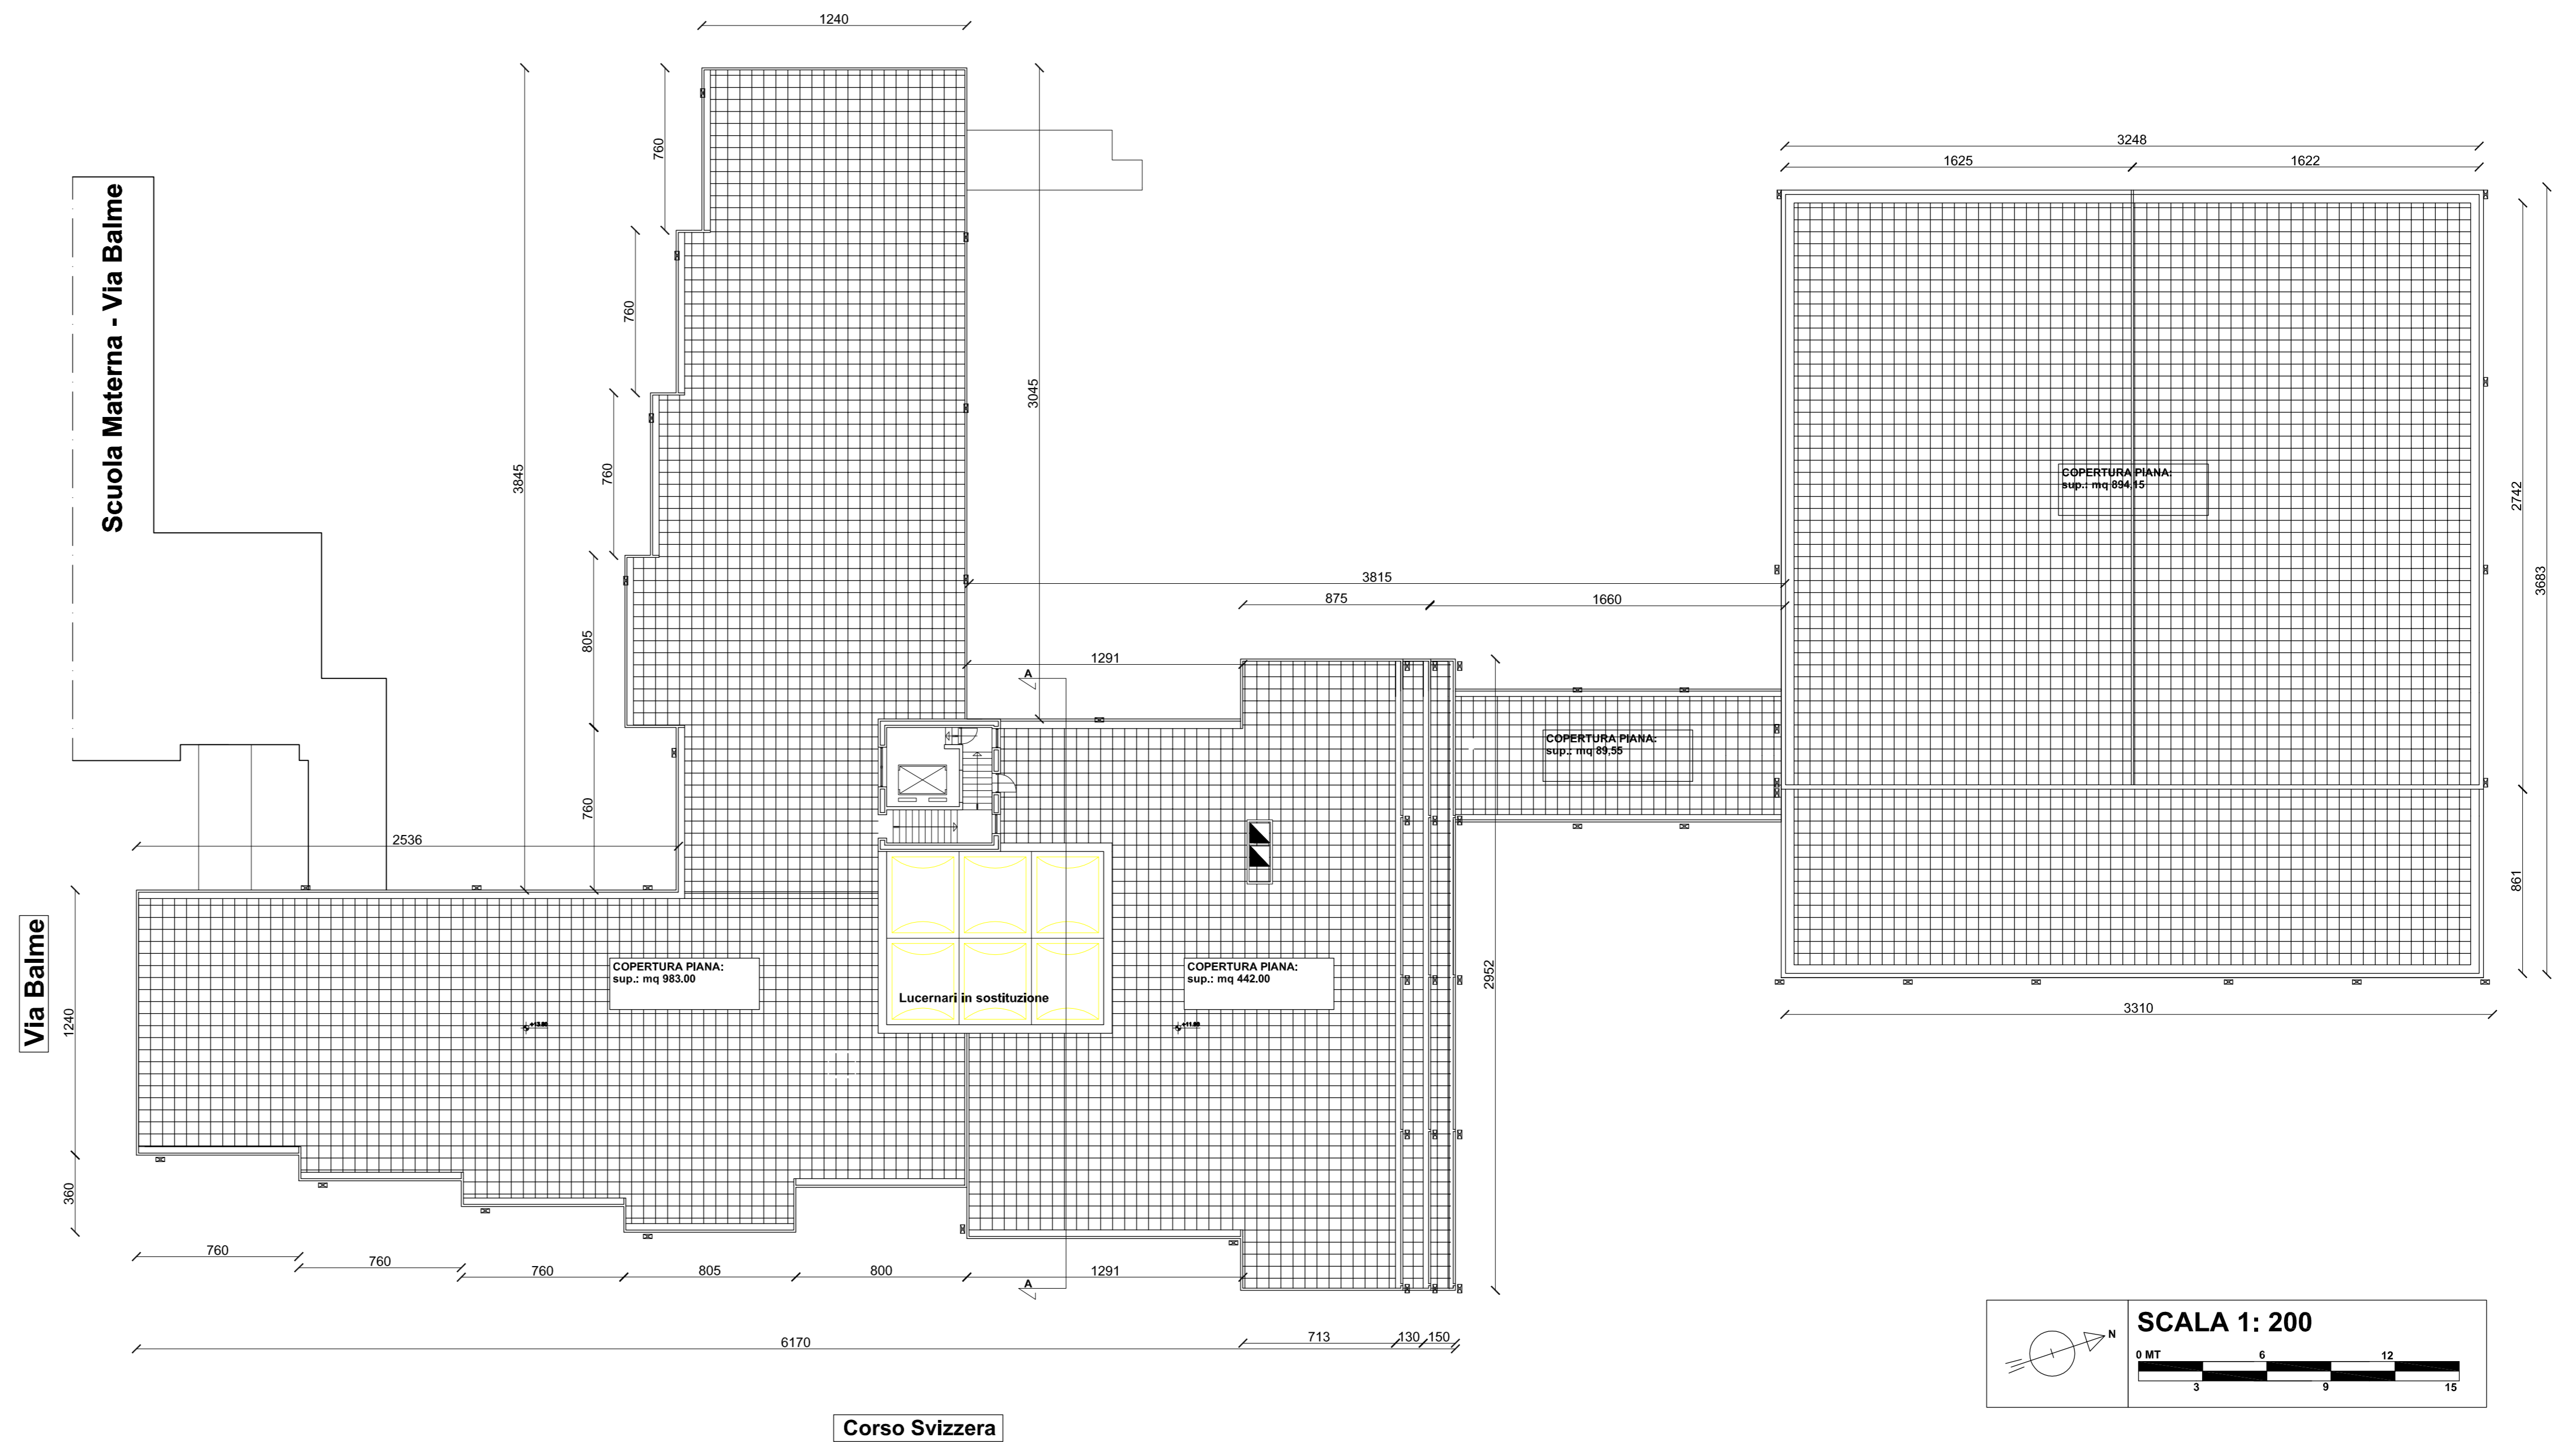 1240
3248
1625
1622
760
Scuola Materna - Via Balme
760
3045
3845
760
COPERTURA PIANA:
sup.: mq 894,15
2742
3683
3815
875
1660
805
1291
A
COPERTURA PIANA:
sup.: mq 89,55
760
2536
861
Via Balme
1240
COPERTURA PIANA:
sup.: mq 983.00
Lucernari in sostituzione
COPERTURA PIANA:
sup.: mq 442.00
2952
3310
360
760
760
760
805
800
1291
A
6170
713
130
150
N
SCALA 1: 200
0 MT
6
12
3
9
15
Corso Svizzera